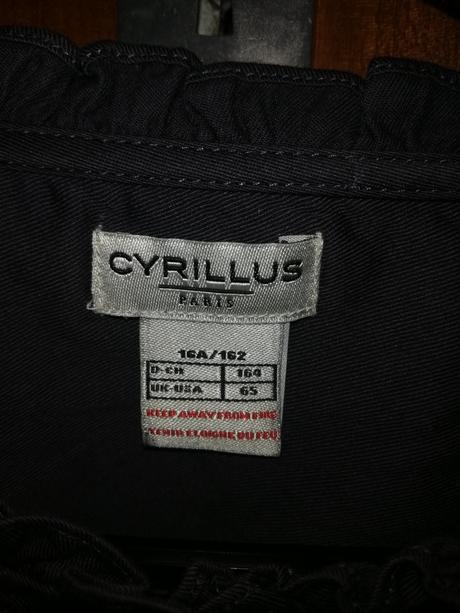 CYRILLUS
PARIS
16A/162
D-CH 164
UK-USA 65
KEEP AWAY FROM FIRE
TENIR ELOIGNE DU FEU